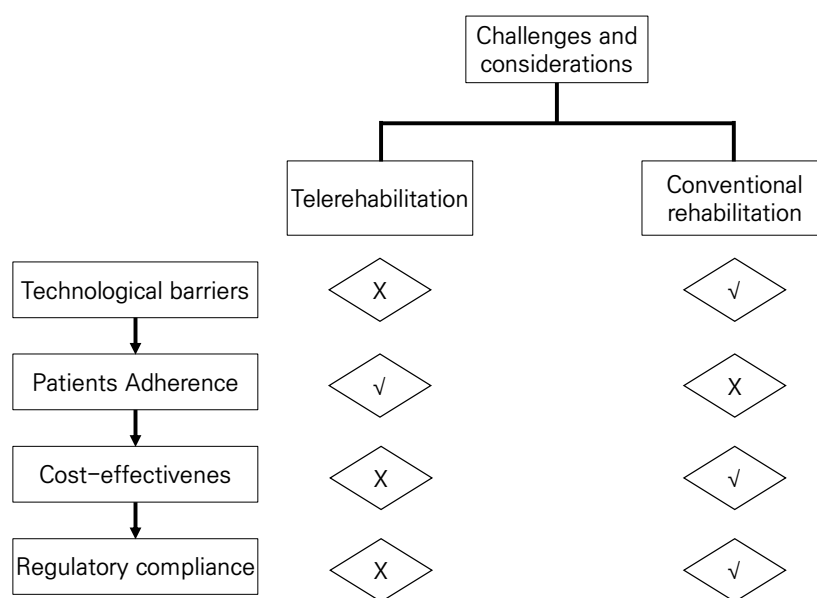 Challenges and
considerations
Telerehabilitation
Conventional
rehabilitation
Technological barriers
X
√
Patients Adherence
√
X
Cost-effectivenes
X
√
Regulatory compliance
X
√